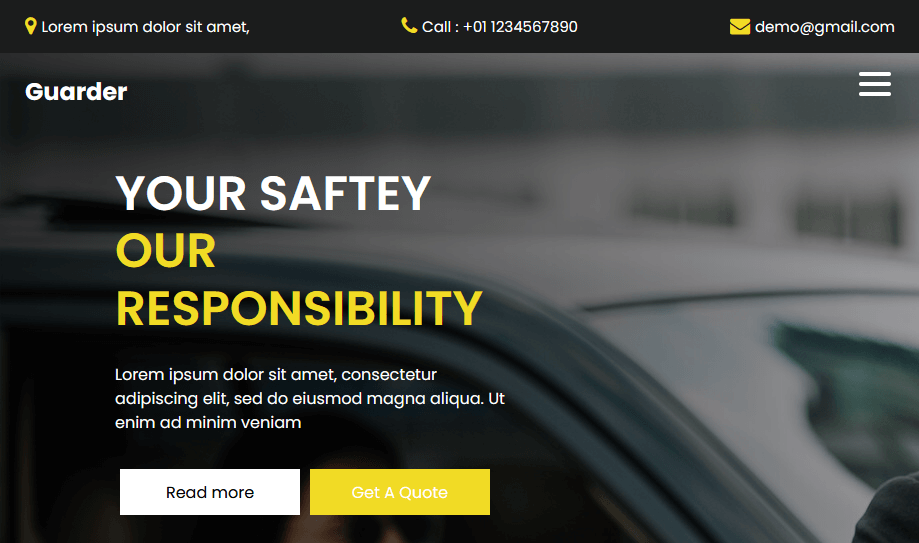 Lorem ipsum dolor sit amet,
Call : +01 1234567890
demo@gmail.com
Guarder
YOUR SAFTEY
OUR
RESPONSIBILITY
Lorem ipsum dolor sit amet, consectetur
adipiscing elit, sed do eiusmod magna aliqua. Ut
enim ad minim veniam
Read more
Get A Quote